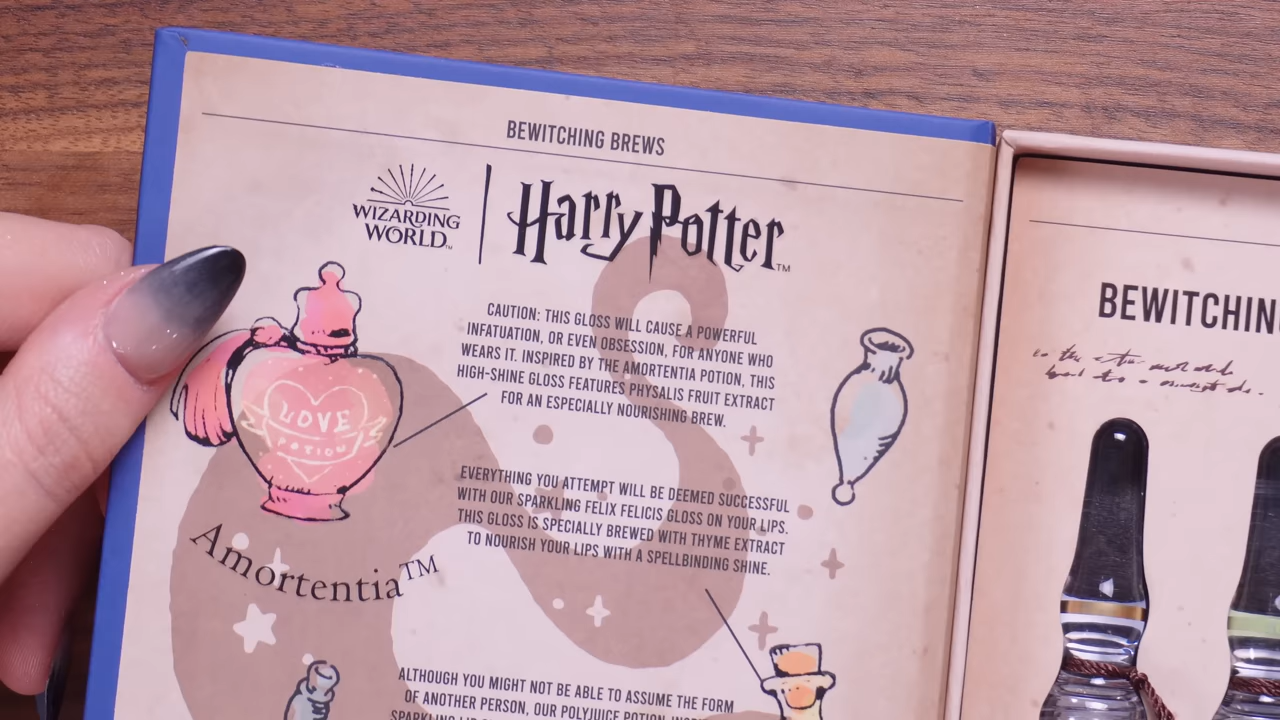 BEWITCHING BREWS
WIZARDING
WORLD™
Harry Potter™
CAUTION: THIS GLOSS WILL CAUSE A POWERFUL
INFATUATION, OR EVEN OBSESSION, FOR ANYONE WHO
WEARS IT. INSPIRED BY THE AMORTENTIA POTION, THIS
HIGH-SHINE GLOSS FEATURES PHYSALIS FRUIT EXTRACT
FOR AN ESPECIALLY NOURISHING BREW.
LOVE
POTION
Amortentia™
EVERYTHING YOU ATTEMPT WILL BE DEEMED SUCCESSFUL
WITH OUR SPARKLING FELIX FELICIS GLOSS ON YOUR LIPS.
THIS GLOSS IS SPECIALLY BREWED WITH THYME EXTRACT
TO NOURISH YOUR LIPS WITH A SPELLBINDING SHINE.
ALTHOUGH YOU MIGHT NOT BE ABLE TO ASSUME THE FORM
OF ANOTHER PERSON, OUR POLYJUICE POTION
SPARKLING LIP
BEWITCHIN